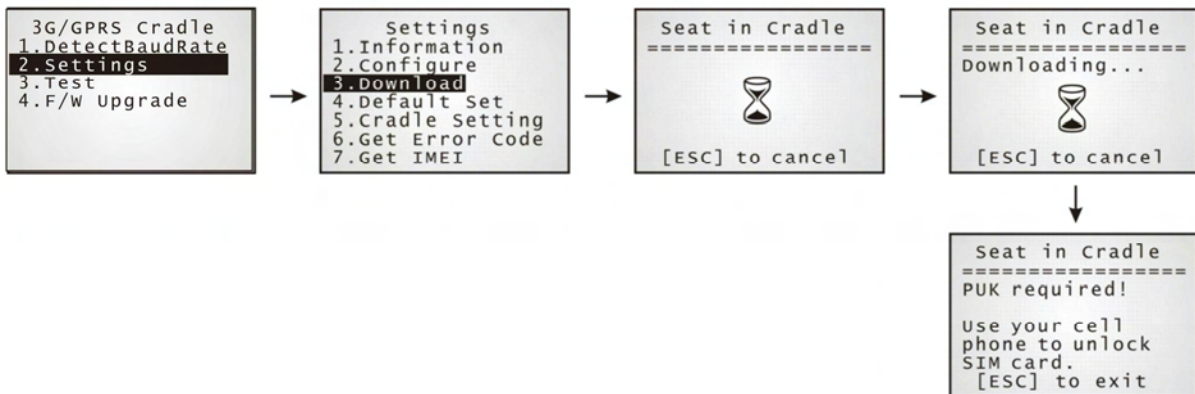 3G/GPRS Cradle
1.DetectBaudRate
2.Settings
3.Test
4.F/W Upgrade
Settings
1.Information
2.Configure
3.Download
4.Default Set
5.Cradle Setting
6.Get Error Code
7.Get IMEI
Seat in Cradle
=================
[ESC] to cancel
Seat in Cradle
=================
Downloading...
[ESC] to cancel
Seat in Cradle
=================
PUK required!
Use your cell
phone to unlock
SIM card.
[ESC] to exit